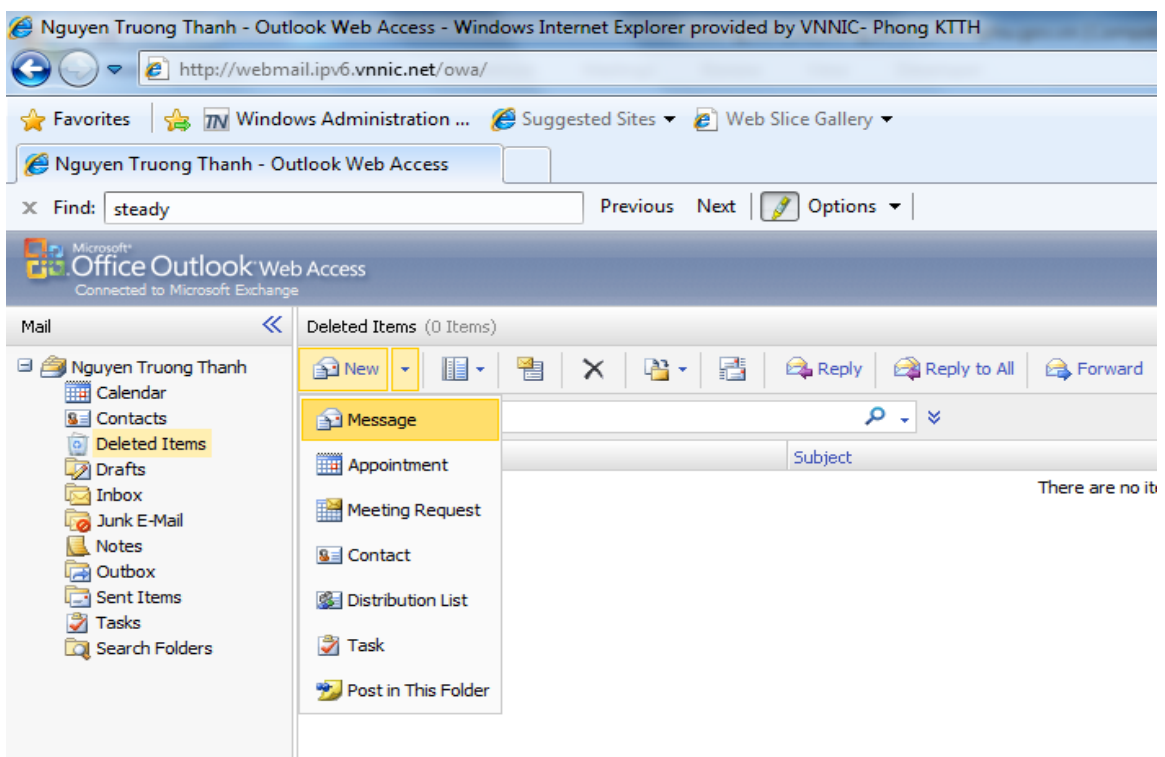 Nguyen Truong Thanh - Outlook Web Access - Windows Internet Explorer provided by VNNIC- Phong KTTH
http://webmail.ipv6.vnnic.net/owa/
Favorites Windows Administration ... Suggested Sites Web Slice Gallery
Nguyen Truong Thanh - Outlook Web Access
x Find: steady Previous Next Options
Microsoft
Office Outlook Web Access
Connected to Microsoft Exchange
Mail Deleted Items (0 Items)
New Reply Reply to All Forward
Nguyen Truong Thanh
Calendar
Contacts
Deleted Items
Drafts
Inbox
Junk E-Mail
Notes
Outbox
Sent Items
Tasks
Search Folders
Message
Appointment
Meeting Request
Contact
Distribution List
Task
Post in This Folder
Subject
There are no